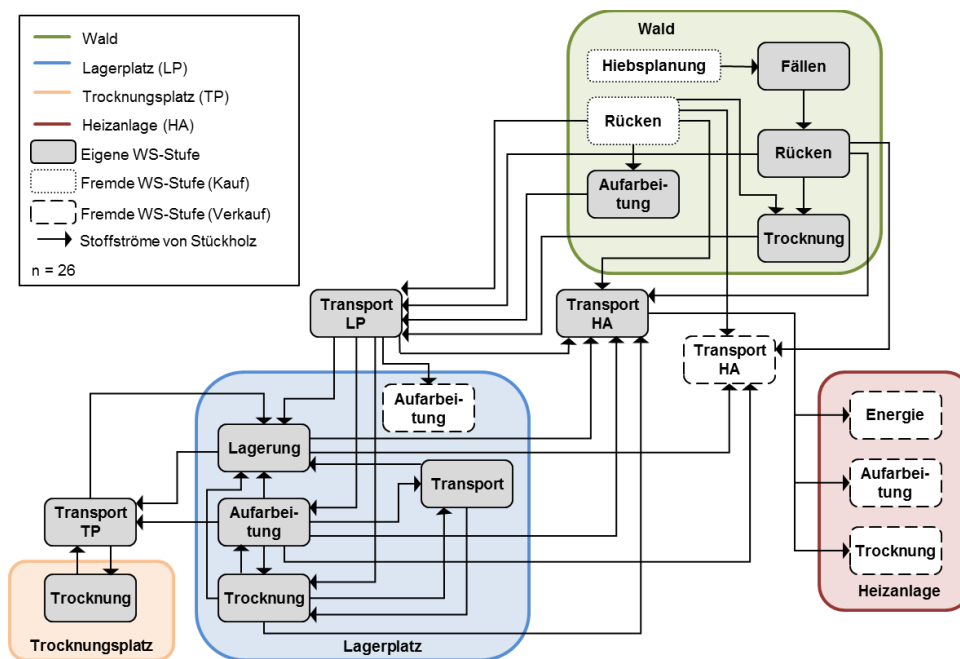 Wald
Lagerplatz (LP)
Trocknungsplatz (TP)
Heizanlage (HA)
Eigene WS-Stufe
Fremde WS-Stufe (Kauf)
Fremde WS-Stufe (Verkauf)
Stoffströme von Stückholz
n = 26
Wald
Hiebsplanung
Fällen
Rücken
Rücken
Aufarbei-
tung
Trocknung
Transport
LP
Transport
HA
Transport
HA
Aufarbei-
tung
Energie
Aufarbei-
tung
Trocknung
Heizanlage
Lagerung
Transport
Aufarbei-
tung
Trocknung
Lagerplatz
Transport
TP
Trocknung
Trocknungsplatz